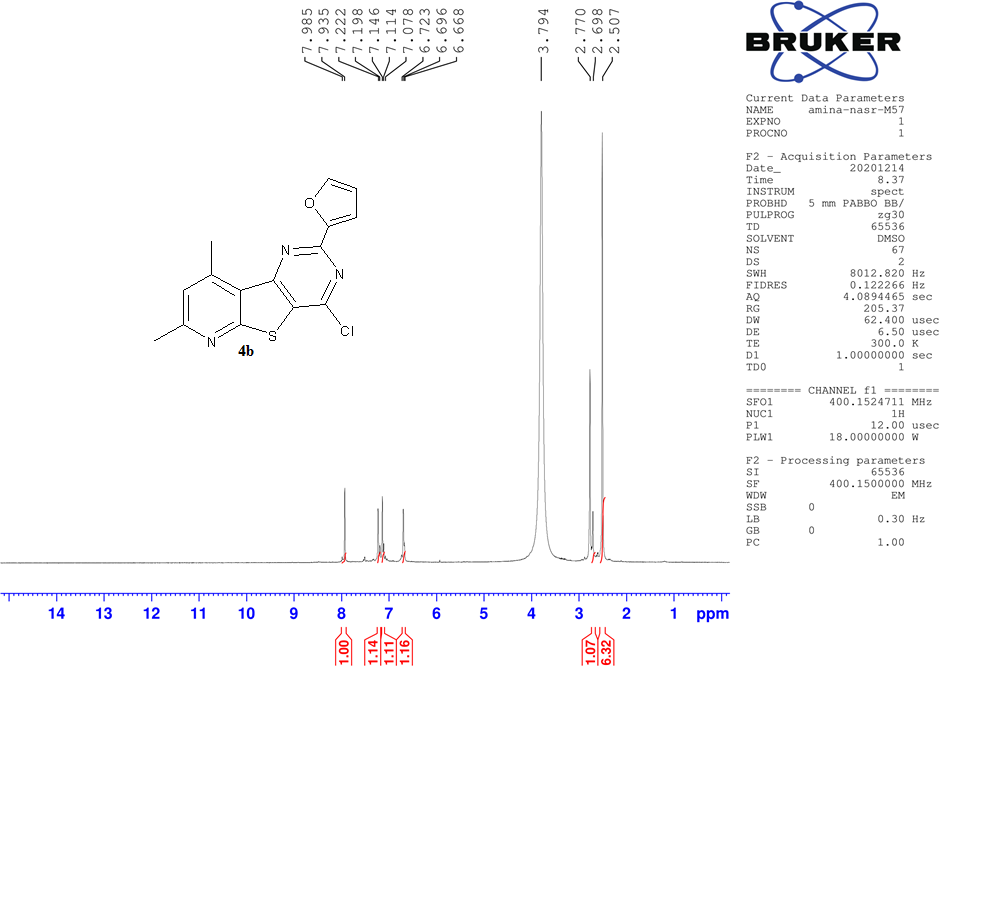 7.985
7.935
7.222
7.198
7.146
7.114
7.078
6.723
6.696
6.668
3.794
2.770
2.698
2.507
BRUKER
Current Data Parameters
NAME amina-nasr-M57
EXPNO 1
PROCNO 1
F2 - Acquisition Parameters
Date_ 20201214
Time 8.37
INSTRUM spect
PROBHD 5 mm PABBO BB/
PULPROG zg30
TD 65536
SOLVENT DMSO
NS 67
DS 2
SWH 8012.820 Hz
FIDRES 0.122266 Hz
AQ 4.0894465 sec
RG 205.37
DW 62.400 usec
DE 6.50 usec
TE 300.0 K
D1 1.00000000 sec
TD0 1
======== CHANNEL f1 ========
SFO1 400.1524711 MHz
NUC1 1H
P1 12.00 usec
PLW1 18.00000000 W
F2 - Processing parameters
SI 65536
SF 400.1500000 MHz
WDW EM
SSB 0
LB 0.30 Hz
GB 0
PC 1.00
O
N
N
Cl
S
N
4b
14 13 12 11 10 9 8 7 6 5 4 3 2 1 ppm
1.00
1.14
1.11
1.16
1.07
6.32